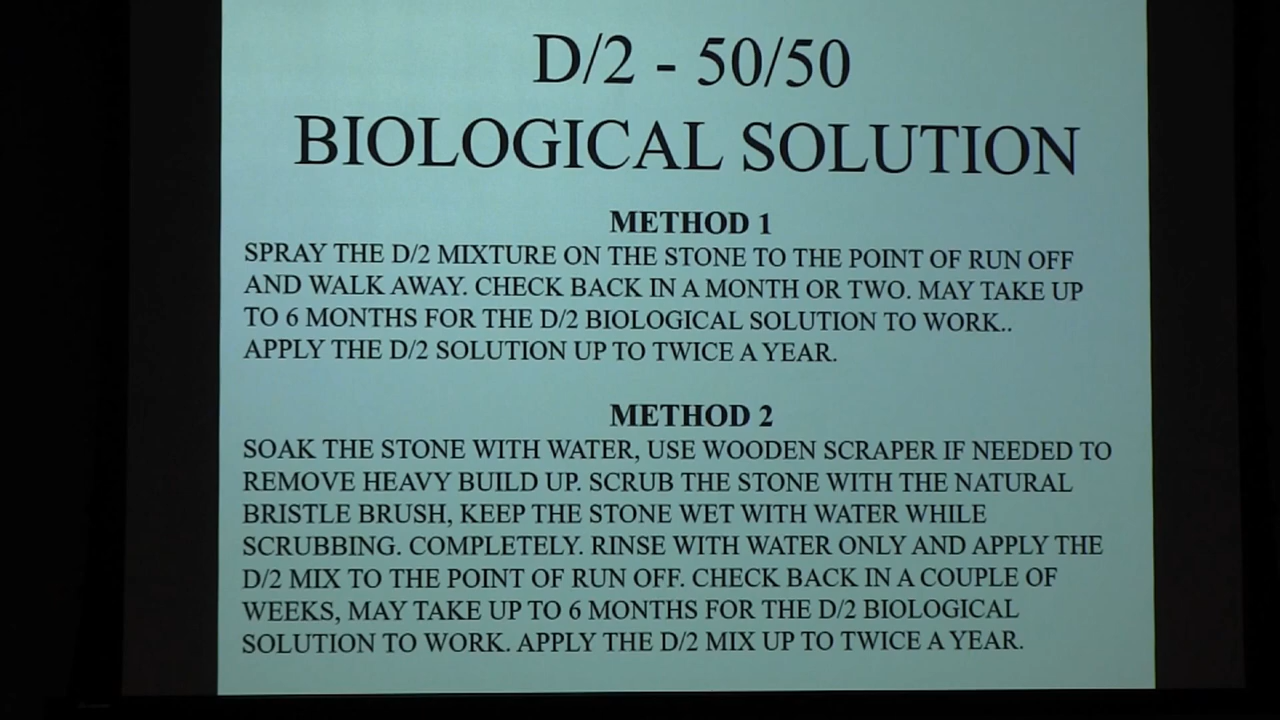 D/2 - 50/50
BIOLOGICAL SOLUTION
METHOD 1
SPRAY THE D/2 MIXTURE ON THE STONE TO THE POINT OF RUN OFF
AND WALK AWAY. CHECK BACK IN A MONTH OR TWO. MAY TAKE UP
TO 6 MONTHS FOR THE D/2 BIOLOGICAL SOLUTION TO WORK..
APPLY THE D/2 SOLUTION UP TO TWICE A YEAR.
METHOD 2
SOAK THE STONE WITH WATER, USE WOODEN SCRAPER IF NEEDED TO
REMOVE HEAVY BUILD UP. SCRUB THE STONE WITH THE NATURAL
BRISTLE BRUSH, KEEP THE STONE WET WITH WATER WHILE
SCRUBBING. COMPLETELY. RINSE WITH WATER ONLY AND APPLY THE
D/2 MIX TO THE POINT OF RUN OFF. CHECK BACK IN A COUPLE OF
WEEKS, MAY TAKE UP TO 6 MONTHS FOR THE D/2 BIOLOGICAL
SOLUTION TO WORK. APPLY THE D/2 MIX UP TO TWICE A YEAR.